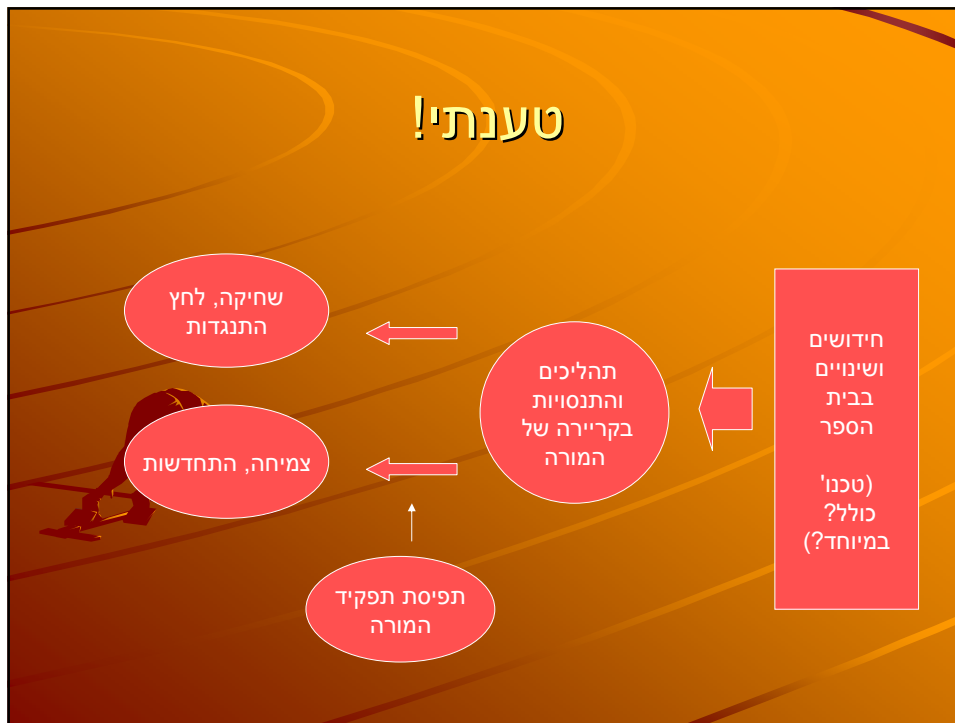 טענתי!
חידושים
ושינויים
בבית
הספר
(טכנו'
כולל?
במיוחד?)
תהליכים
והתנסויות
בקריירה של
המורה
שחיקה, לחץ
התנגדות
צמיחה, התחדשות
תפיסת תפקיד
המורה